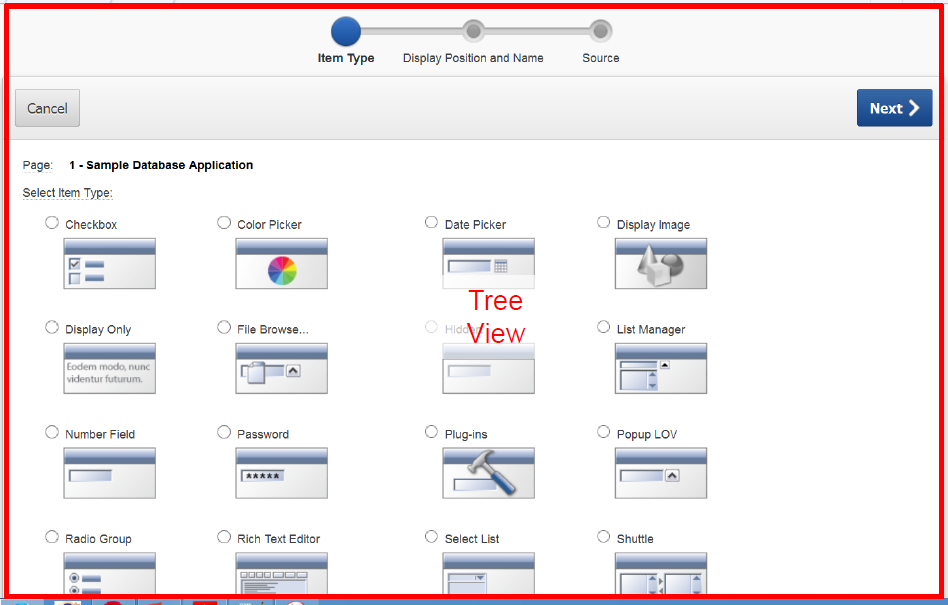 Item Type Display Position and Name Source
Cancel Next
Page: 1 - Sample Database Application
Select Item Type:
Checkbox Color Picker Date Picker Display Image
Tree
View
Display Only File Browse... Hidden List Manager
Eodem modo, nunc
videntur futurum.
Number Field Password Plug-ins Popup LOV
*****
Radio Group Rich Text Editor Select List Shuttle